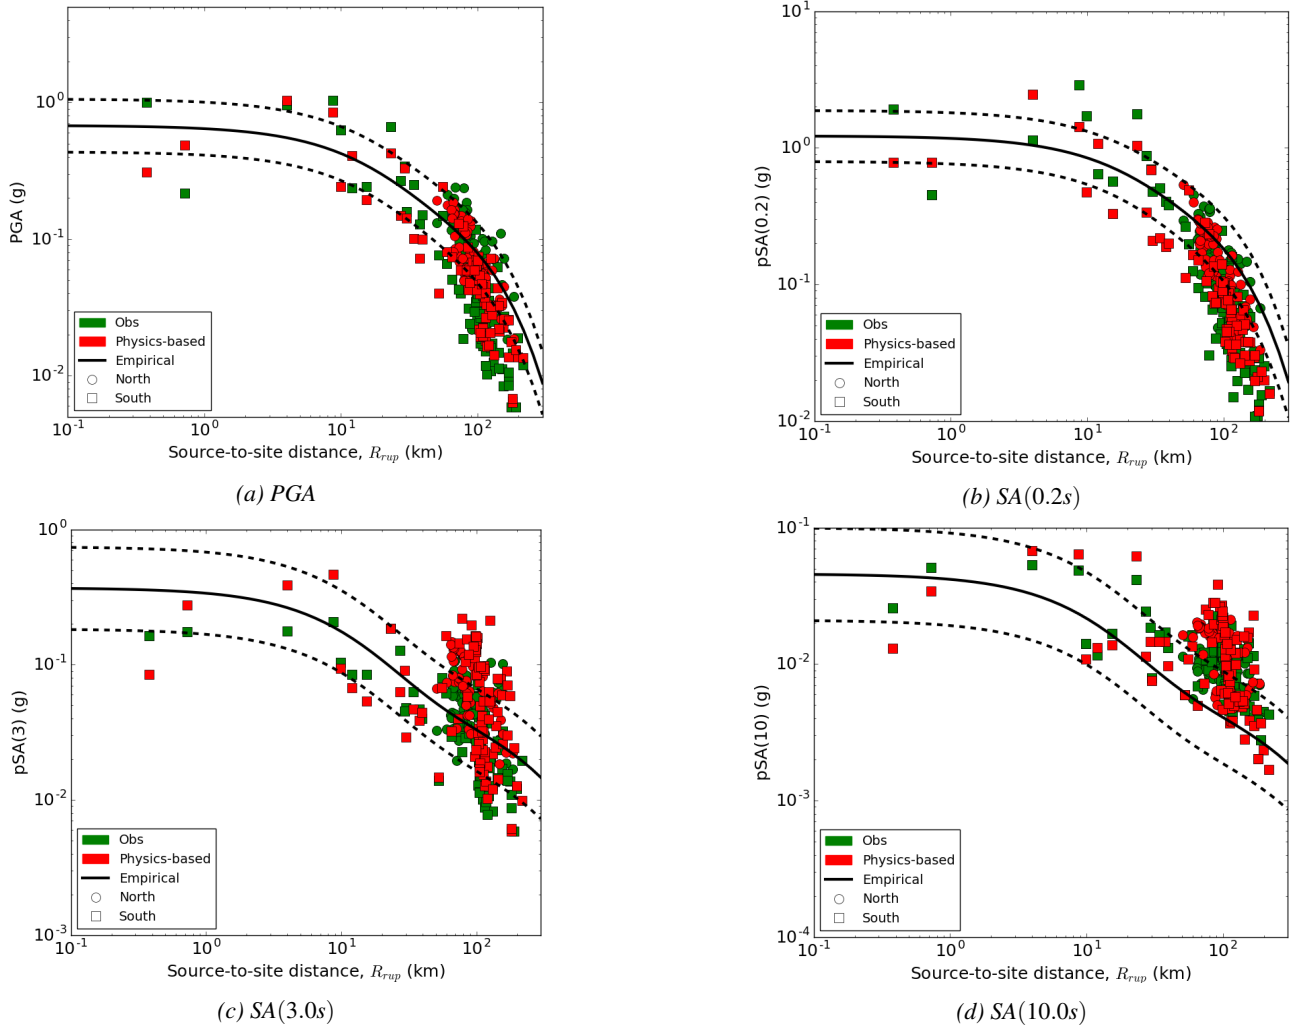 10^0
10^-1
10^-2
PGA (g)
Obs
Physics-based
Empirical
North
South
10^-1 10^0 10^1 10^2
Source-to-site distance, R_rup (km)
(a) PGA
10^1
10^0
10^-1
10^-2
pSA(0.2) (g)
Obs
Physics-based
Empirical
North
South
10^-1 10^0 10^1 10^2
Source-to-site distance, R_rup (km)
(b) SA(0.2s)
10^0
10^-1
10^-2
10^-3
pSA(3) (g)
Obs
Physics-based
Empirical
North
South
10^-1 10^0 10^1 10^2
Source-to-site distance, R_rup (km)
(c) SA(3.0s)
10^-1
10^-2
10^-3
10^-4
pSA(10) (g)
Obs
Physics-based
Empirical
North
South
10^-1 10^0 10^1 10^2
Source-to-site distance, R_rup (km)
(d) SA(10.0s)